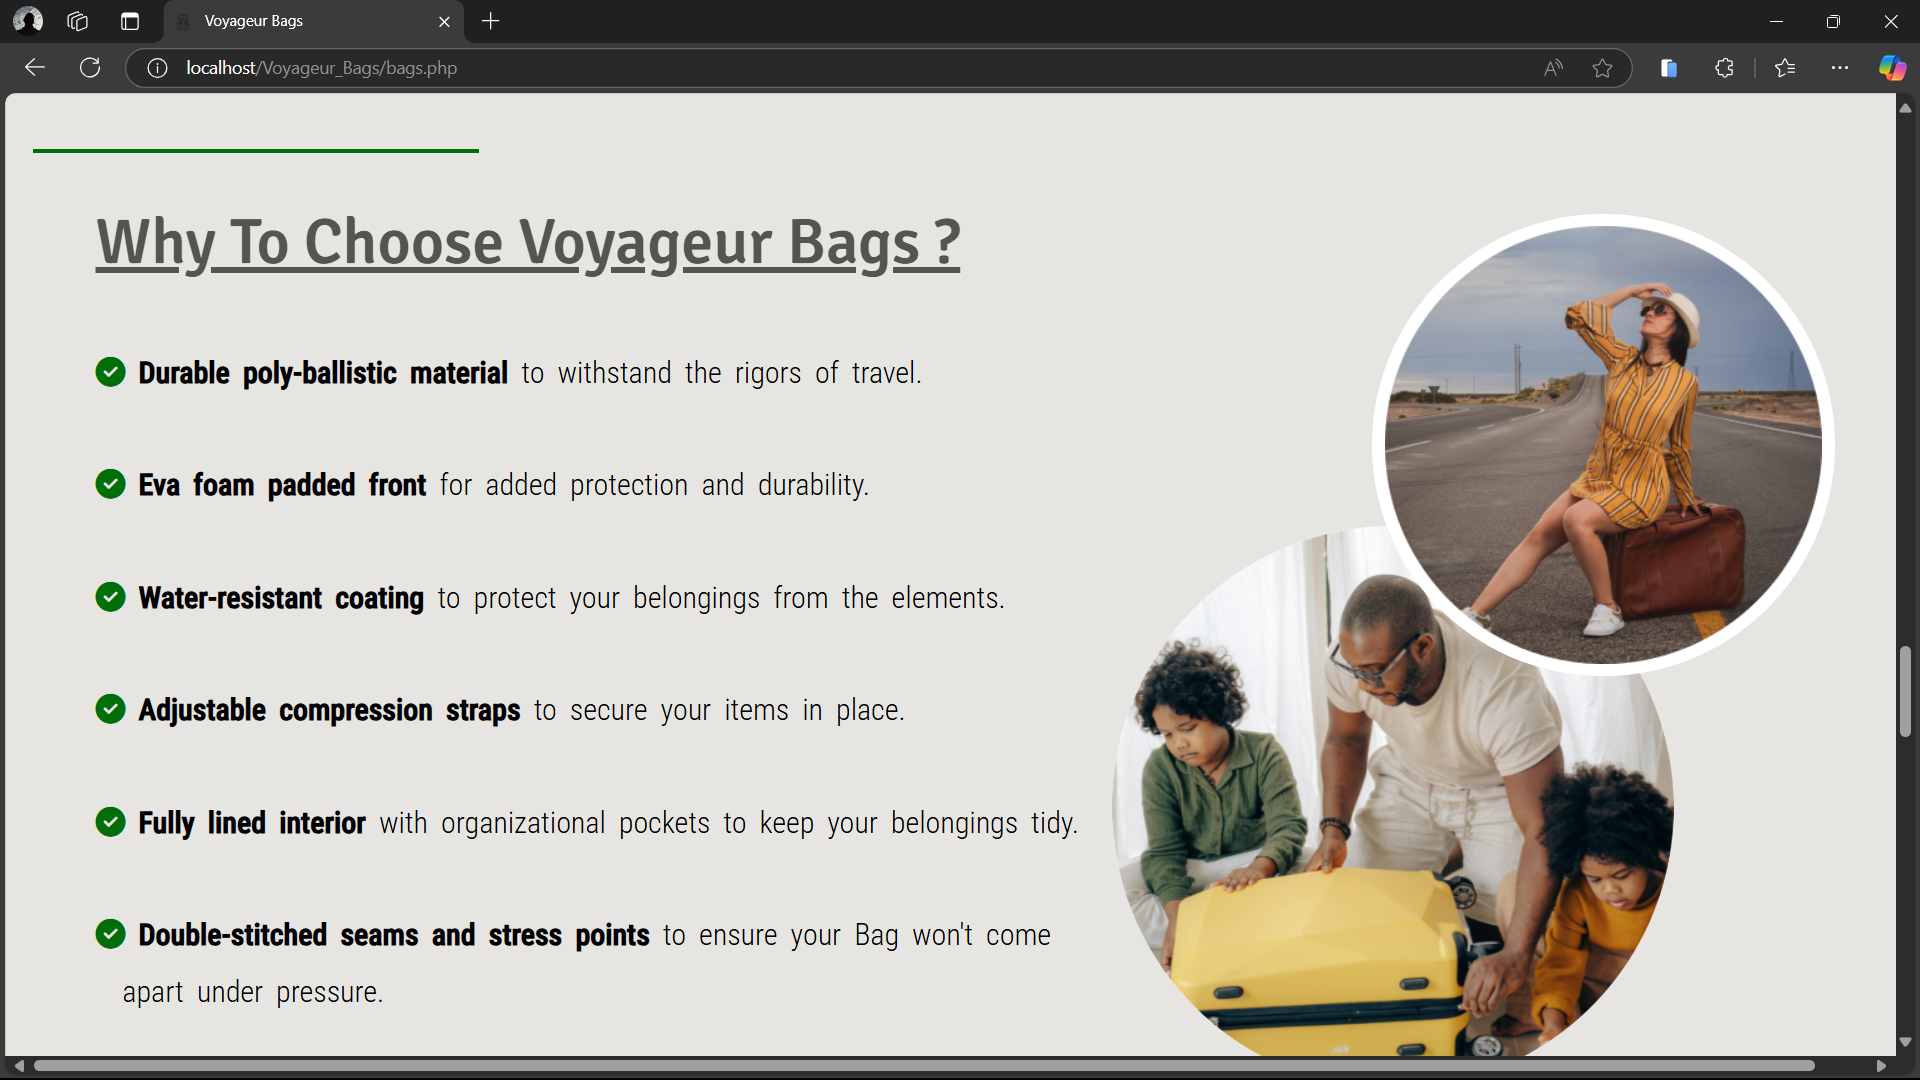 Voyageur Bags
localhost/Voyageur_Bags/bags.php
Why To Choose Voyageur Bags ?
Durable poly-ballistic material to withstand the rigors of travel.
Eva foam padded front for added protection and durability.
Water-resistant coating to protect your belongings from the elements.
Adjustable compression straps to secure your items in place.
Fully lined interior with organizational pockets to keep your belongings tidy.
Double-stitched seams and stress points to ensure your Bag won't come
apart under pressure.